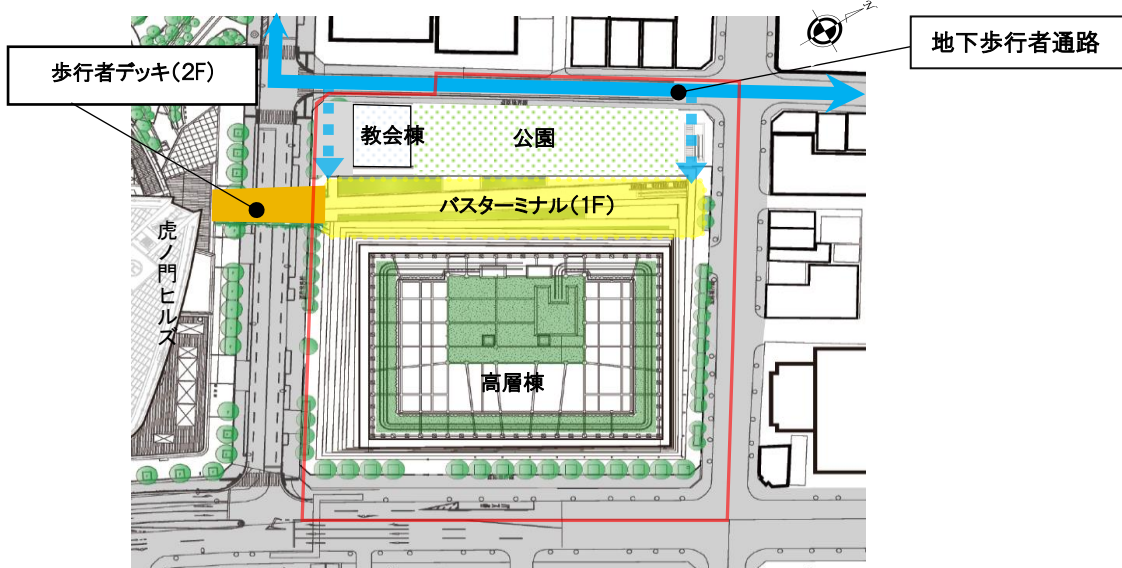 地下歩行者通路
歩行者デッキ(2F)
教会棟
公園
バスターミナル(1F)
虎ノ門ヒルズ
高層棟